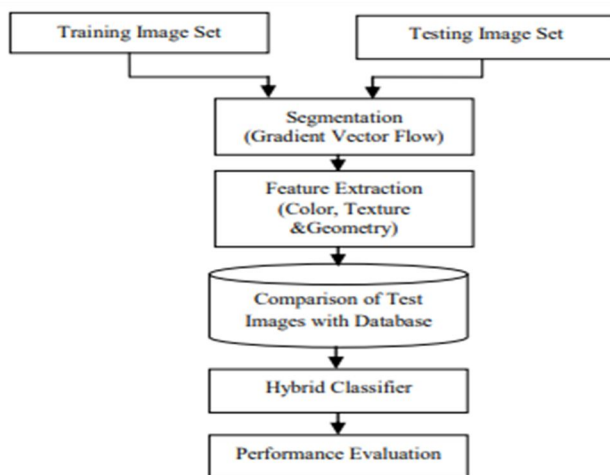 Training Image Set
Testing Image Set
Segmentation
(Gradient Vector Flow)
Feature Extraction
(Color, Texture
&Geometry)
Comparison of Test
Images with Database
Hybrid Classifier
Performance Evaluation